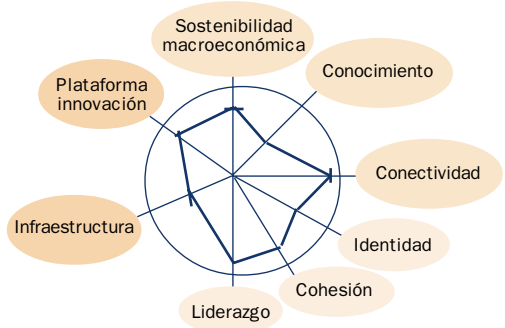 Sostenibilidad
macroeconómica
Conocimiento
Plataforma
innovación
Conectividad
Infraestructura
Identidad
Cohesión
Liderazgo